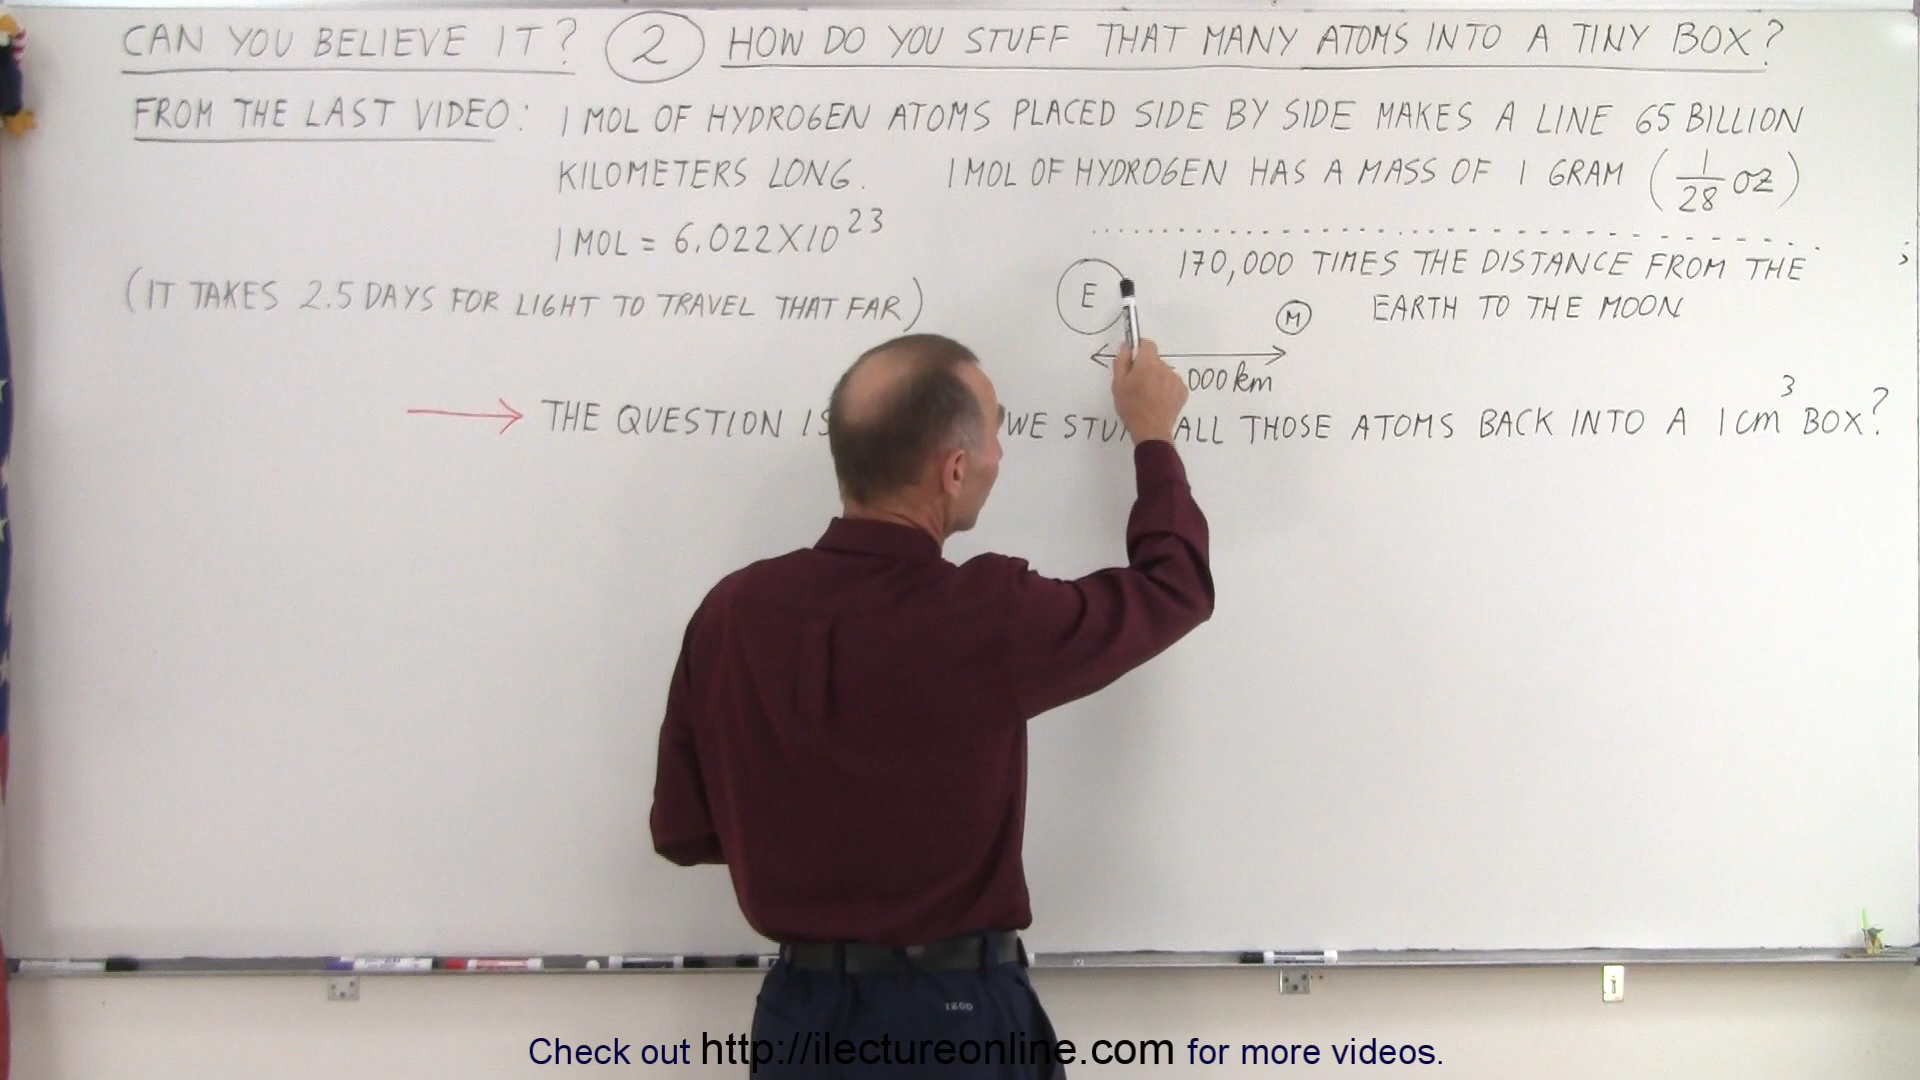 CAN YOU BELIEVE IT? 2 HOW DO YOU STUFF THAT MANY ATOMS INTO A TINY BOX?
FROM THE LAST VIDEO: 1 MOL OF HYDROGEN ATOMS PLACED SIDE BY SIDE MAKES A LINE 65 BILLION
KILOMETERS LONG. 1 MOL OF HYDROGEN HAS A MASS OF 1 GRAM (1/28 OZ)
1 MOL = 6.022X10^23
170,000 TIMES THE DISTANCE FROM THE
(IT TAKES 2.5 DAYS FOR LIGHT TO TRAVEL THAT FAR) E M EARTH TO THE MOON
000 km
THE QUESTION IS WE ALL THOSE ATOMS BACK INTO A 1 cm^3 BOX?
IZOD
Check out http://ilectureonline.com for more videos.